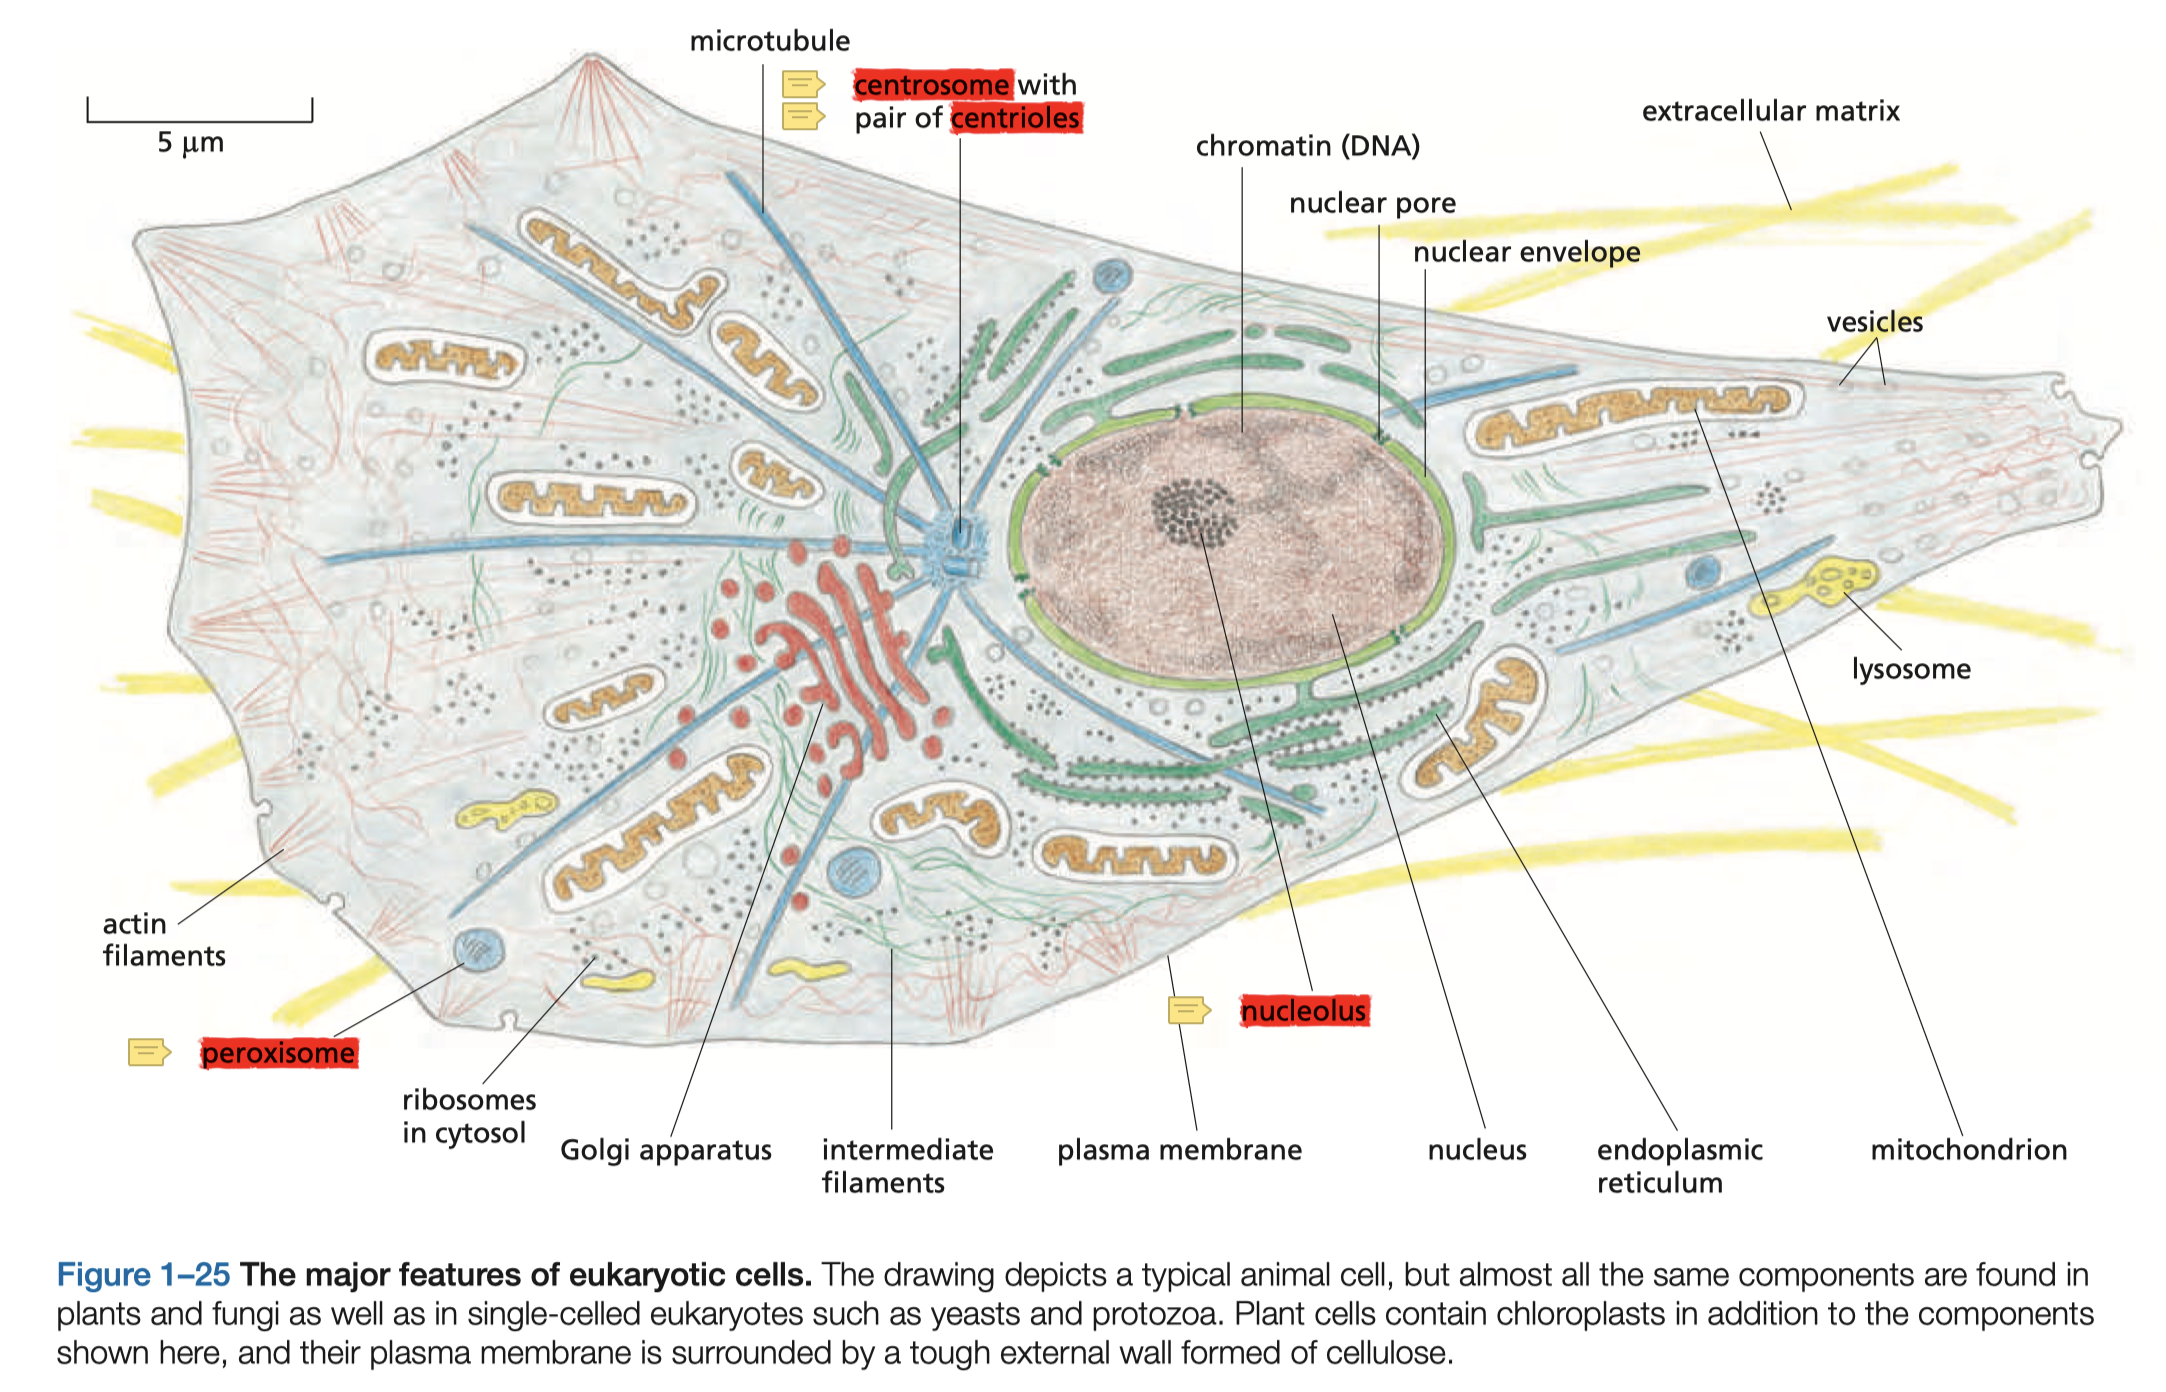 microtubule
centrosome with
pair of centrioles
5 µm
extracellular matrix
chromatin (DNA)
nuclear pore
nuclear envelope
vesicles
lysosome
actin
filaments
nucleolus
peroxisome
ribosomes
in cytosol
Golgi apparatus
intermediate
filaments
plasma membrane
nucleus
endoplasmic
reticulum
mitochondrion
Figure 1–25 The major features of eukaryotic cells. The drawing depicts a typical animal cell, but almost all the same components are found in
plants and fungi as well as in single-celled eukaryotes such as yeasts and protozoa. Plant cells contain chloroplasts in addition to the components
shown here, and their plasma membrane is surrounded by a tough external wall formed of cellulose.